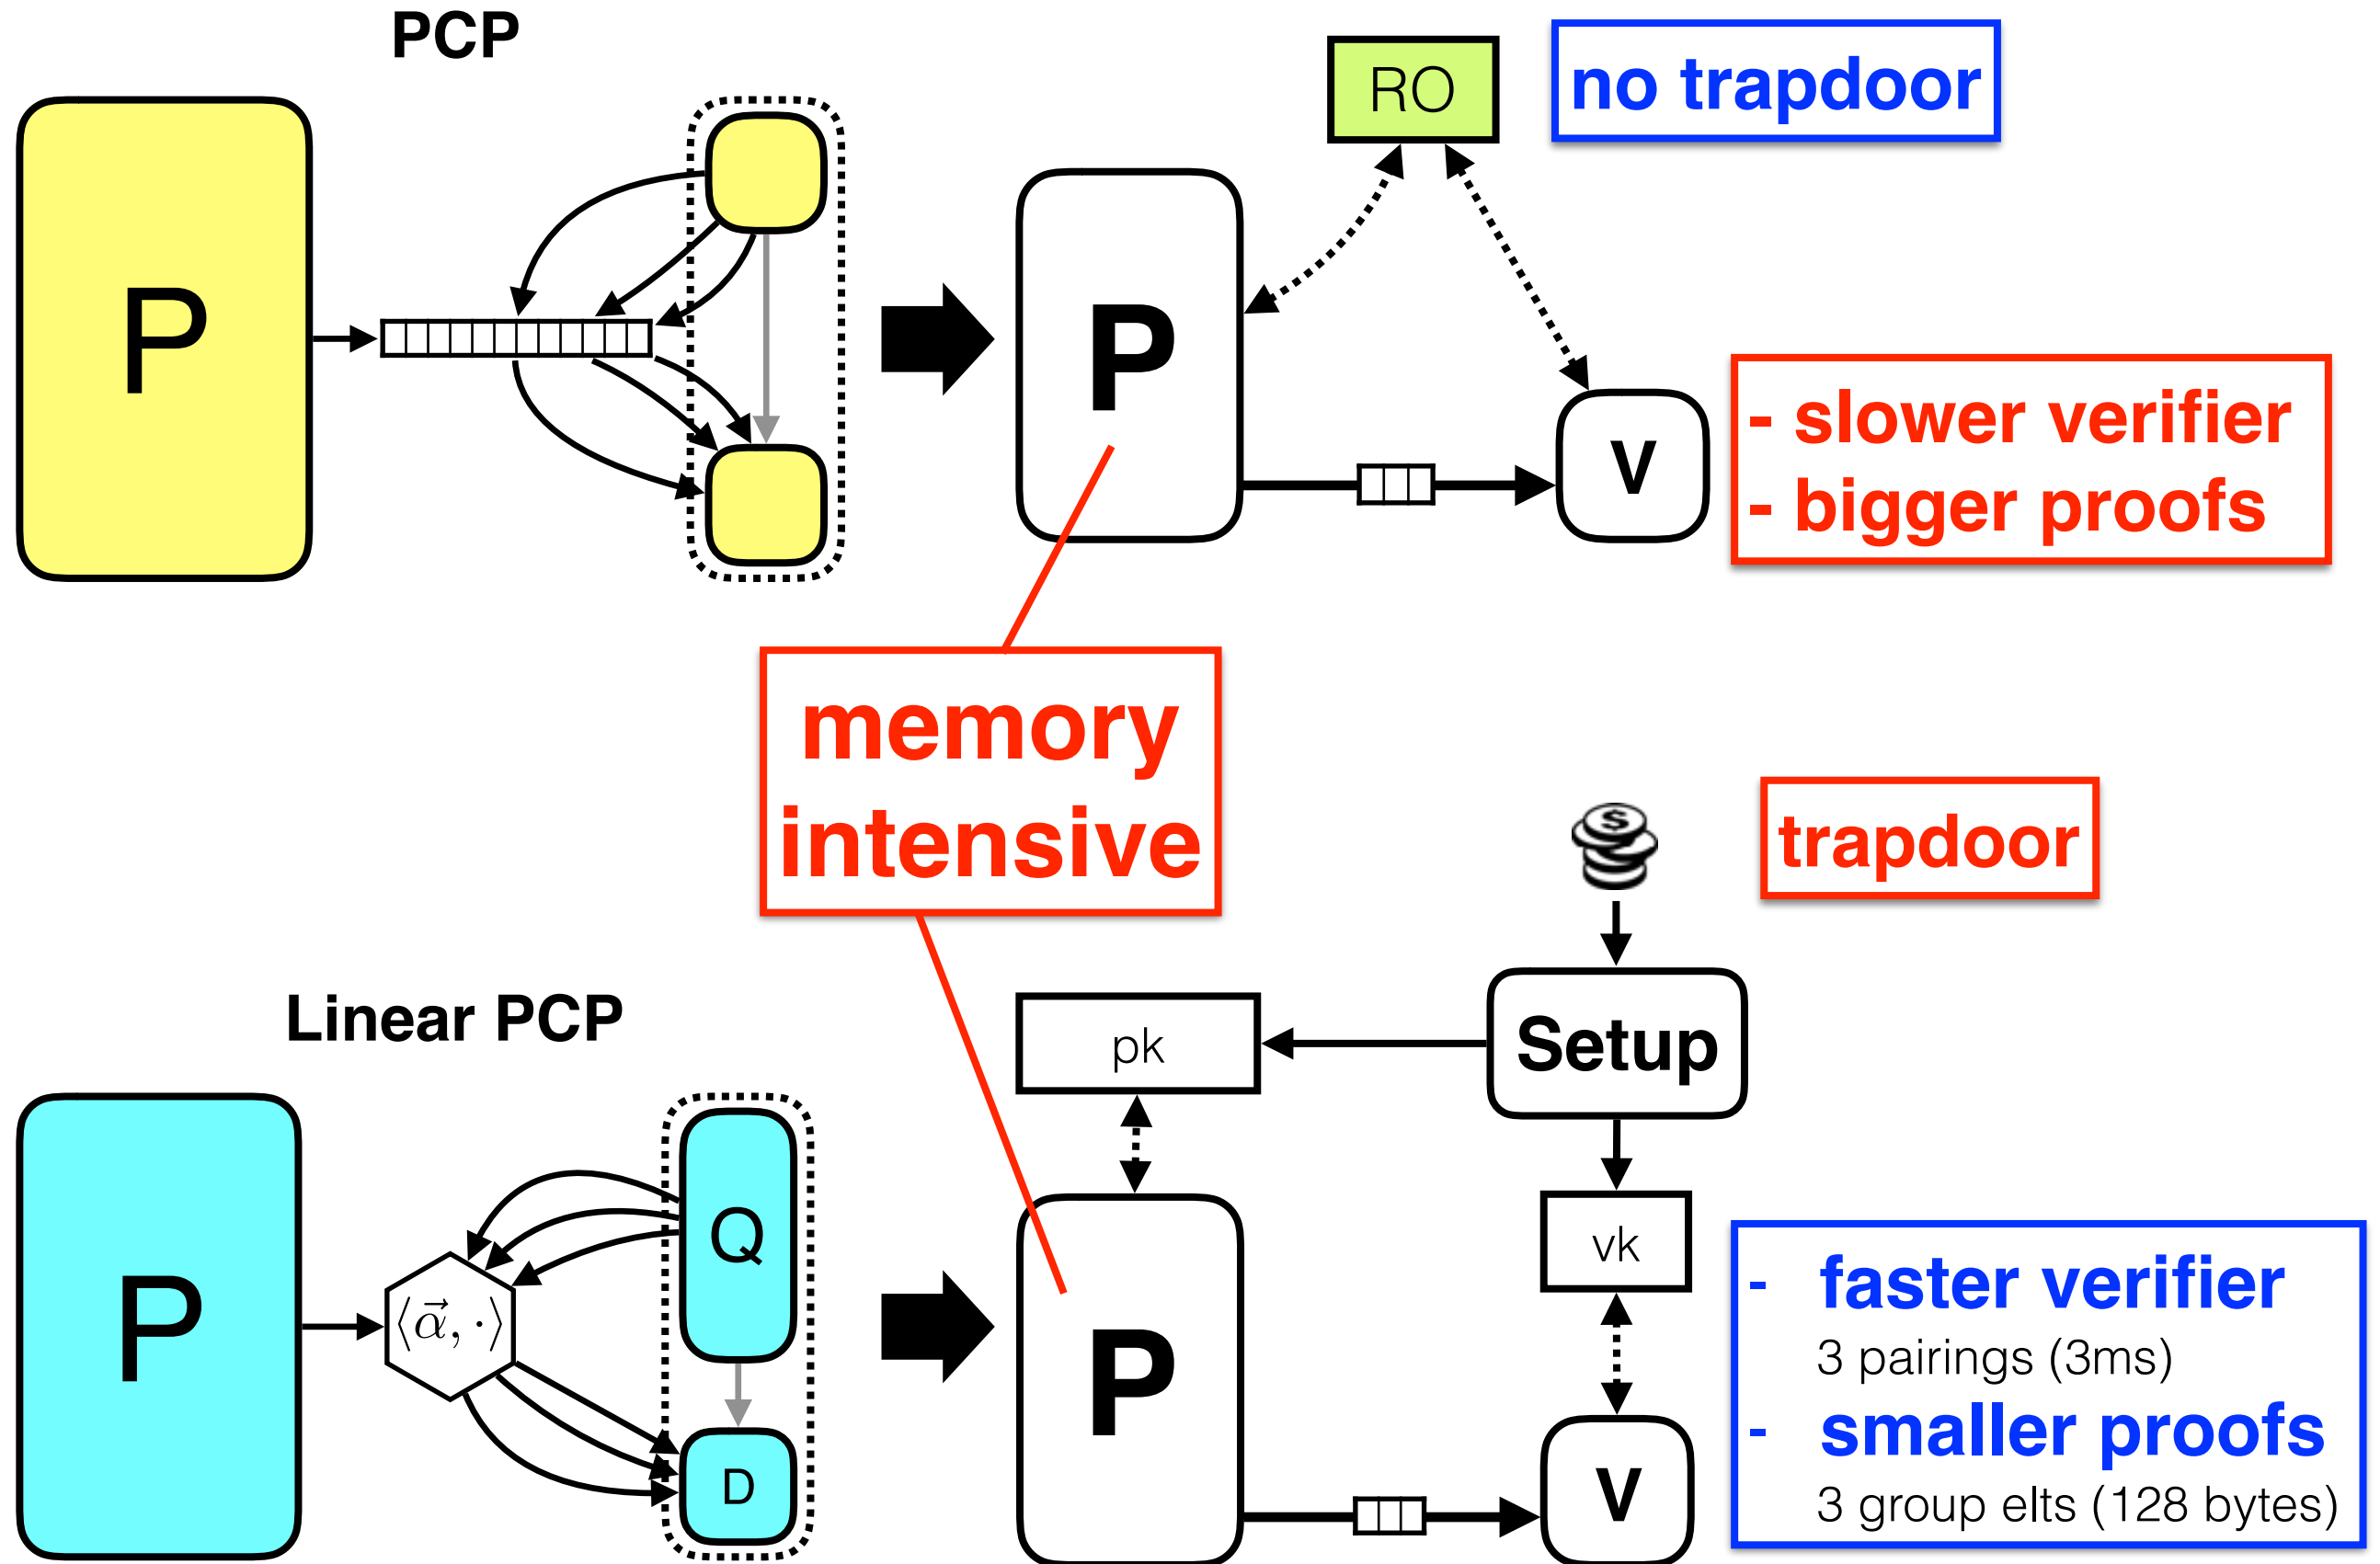 PCP
P
RO
no trapdoor
P
V
- slower verifier
- bigger proofs
memory
intensive
$
trapdoor
Linear PCP
pk
Setup
vk
P
⟨α⃗, ·⟩
Q
D
P
V
- faster verifier
3 pairings (3ms)
- smaller proofs
3 group elts (128 bytes)